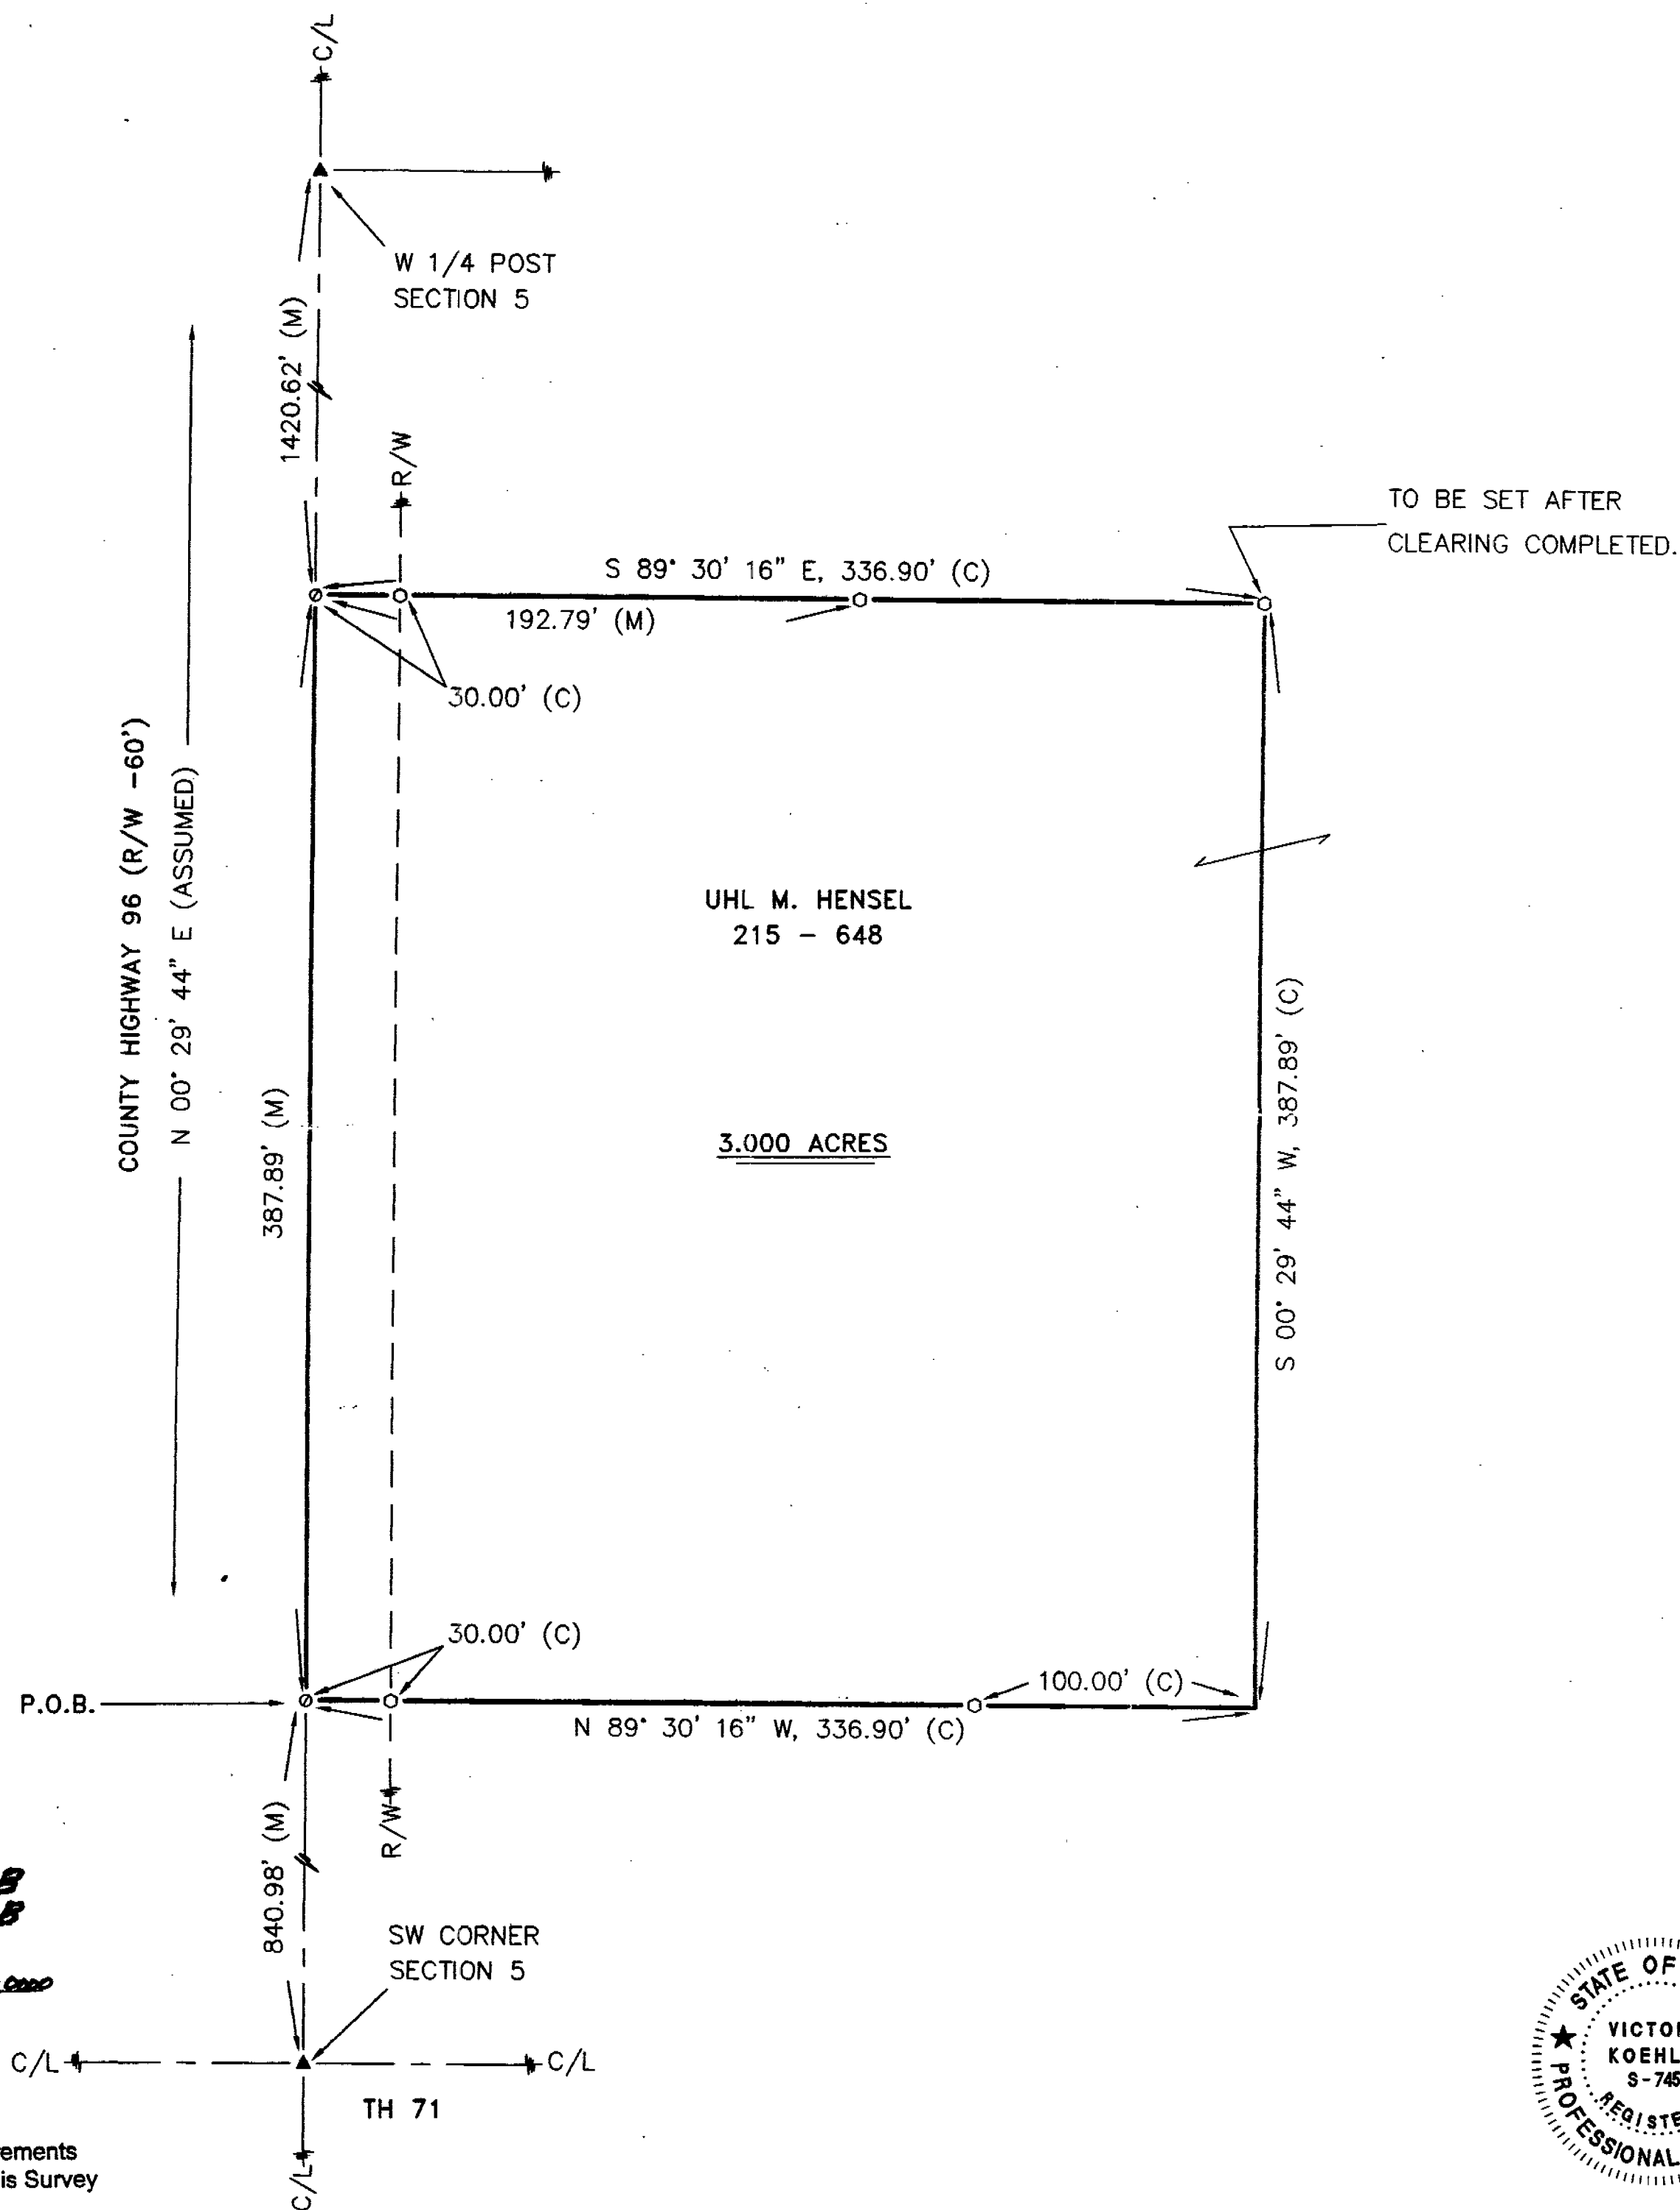 C/L
W 1/4 POST
SECTION 5
1420.62' (M)
R/W
TO BE SET AFTER
CLEARING COMPLETED.
S 89° 30' 16" E, 336.90' (C)
192.79' (M)
30.00' (C)
COUNTY HIGHWAY 96 (R/W -60')
N 00° 29' 44" E (ASSUMED)
387.89' (M)
UHL M. HENSEL
215 - 648
3.000 ACRES
S 00° 29' 44" W, 387.89' (C)
30.00' (C)
100.00' (C)
P.O.B.
N 89° 30' 16" W, 336.90' (C)
R/W
840.98' (M)
SW CORNER
SECTION 5
C/L
C/L
TH 71
C/L
ements
is Survey
STATE OF
VICTO
KOEHL
S-745
REGISTE
PROFESSIONAL